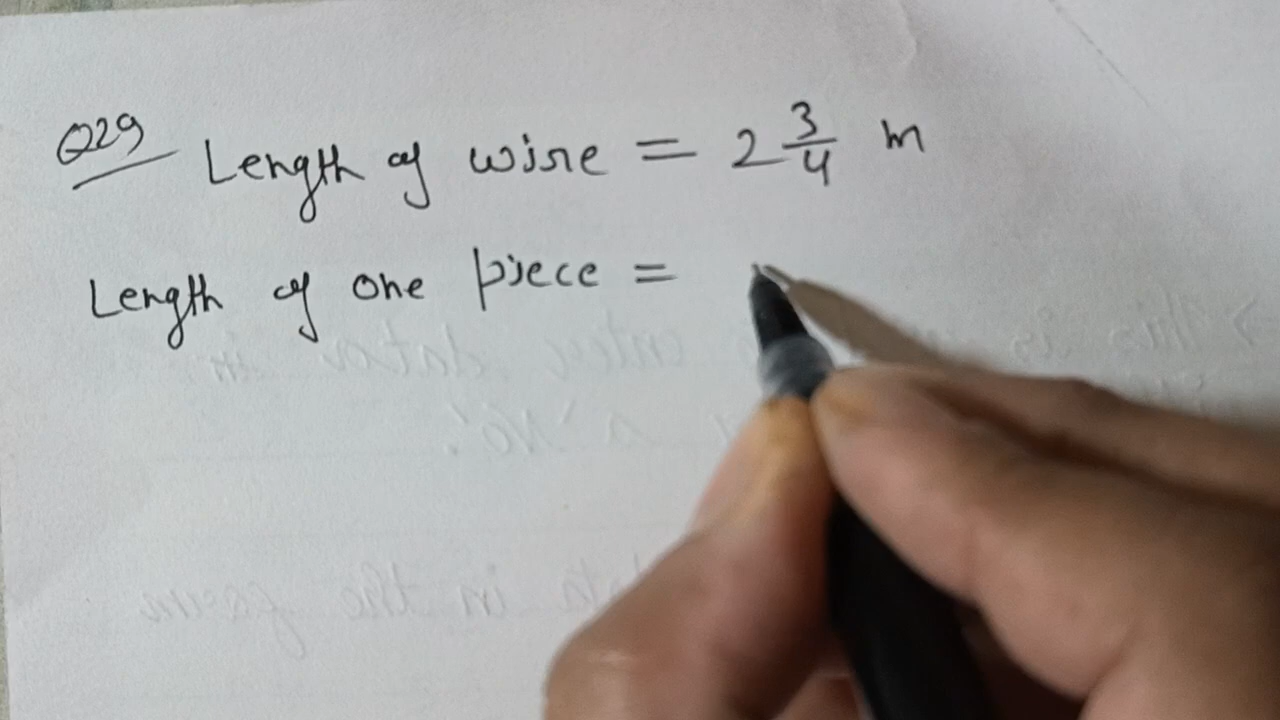 Q29 Length of wire = 2 3/4 m
Length of one piece =